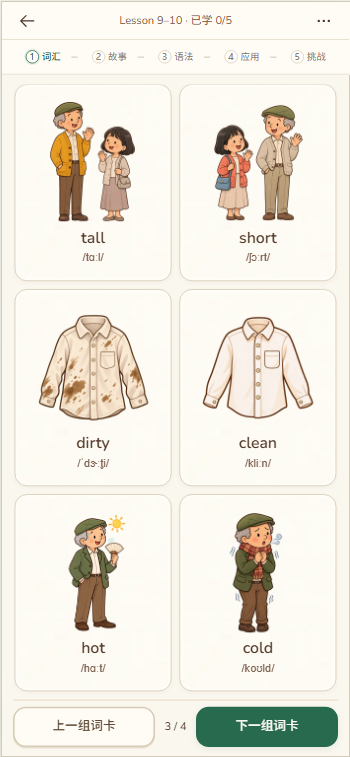 Lesson 9–10 · 已学 0/5
1 词汇 – 2 故事 – 3 语法 – 4 应用 – 5 挑战
tall
/tɑːl/
short
/ʃɔːrt/
dirty
/ˈdɝːt̬i/
clean
/kliːn/
hot
/hɑːt/
cold
/koʊld/
上一组词卡
3 / 4
下一组词卡